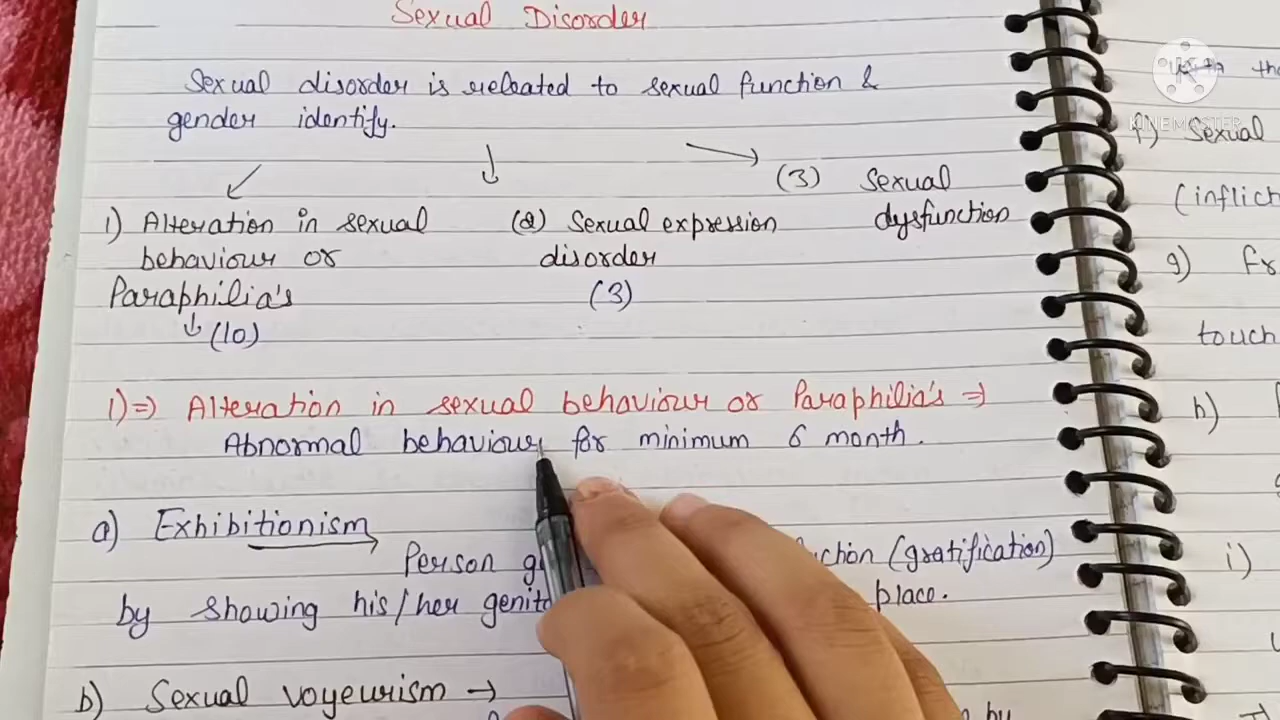 Sexual Disorder
Sexual disorder is releated to sexual function &
gender identify.
1) Alteration in sexual
behaviour or
Paraphilia's
↓ (10)
(2) Sexual expression
disorder
(3)
(3) Sexual
dysfunction
1) ⇒ Alteration in sexual behaviour or Paraphilia's ⇒
Abnormal behaviour for minimum 6 month.
a) Exhibitionism →
Person (gratification)
by showing his/her place.
b) Sexual voyeurism →
by
KINEMASTER
f) Sexual
(inflict
g)
touch
h)
i)